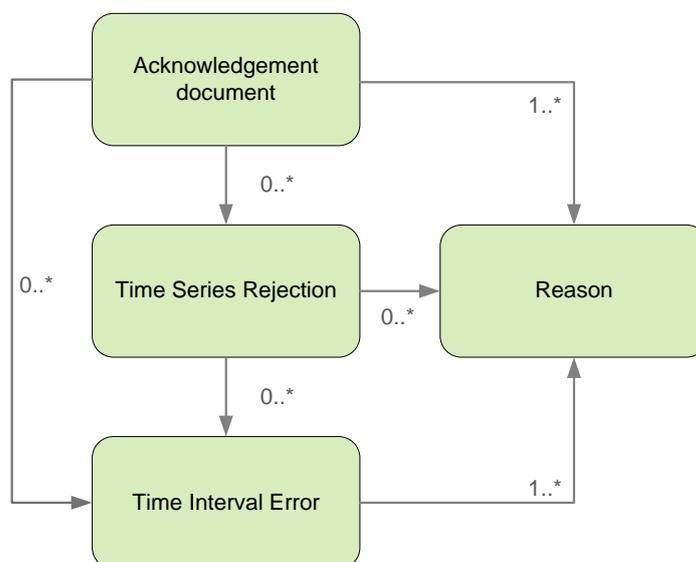 Acknowledgement
document
1..*
0..*
0..*
Time Series Rejection
Reason
0..*
0..*
Time Interval Error
1..*